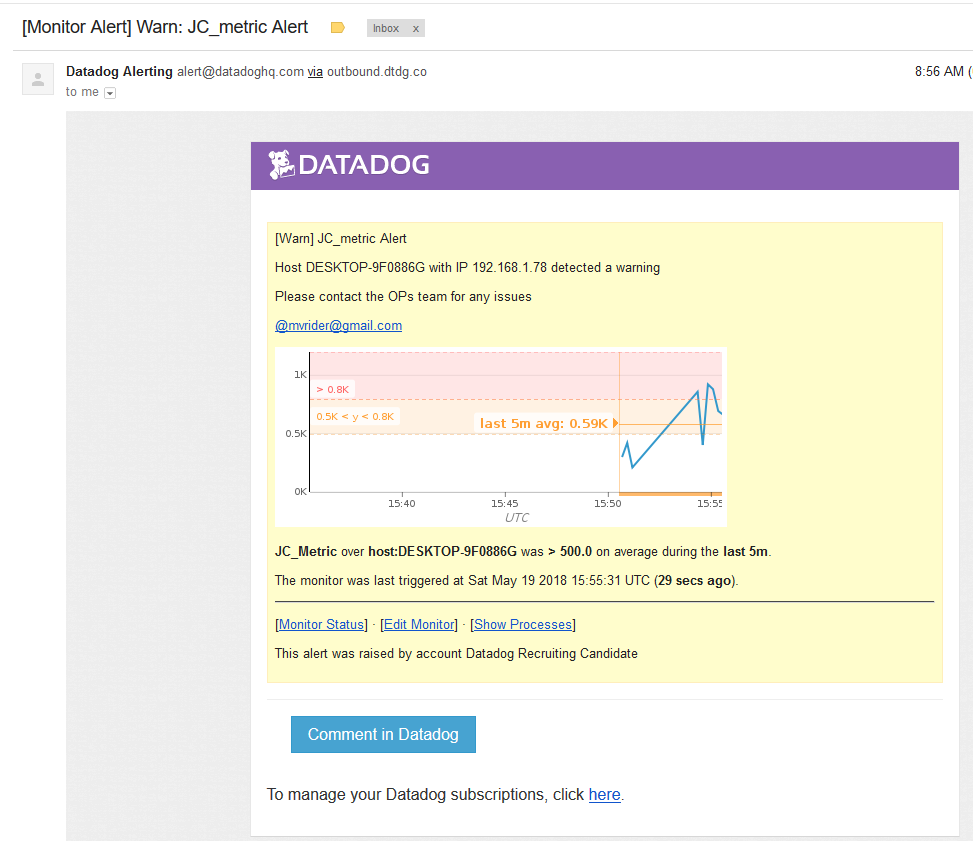 [Monitor Alert] Warn: JC_metric Alert
Inbox x
Datadog Alerting alert@datadoghq.com via outbound.dtdg.co
8:56 AM (
to me
DATADOG
[Warn] JC_metric Alert
Host DESKTOP-9F0886G with IP 192.168.1.78 detected a warning
Please contact the OPs team for any issues
@mvrider@gmail.com
1K
> 0.8K
0.5K < y < 0.8K
last 5m avg: 0.59K
0.5K
0K
15:40 15:45 15:50 15:55
UTC
JC_Metric over host:DESKTOP-9F0886G was > 500.0 on average during the last 5m.
The monitor was last triggered at Sat May 19 2018 15:55:31 UTC (29 secs ago).
[Monitor Status] · [Edit Monitor] · [Show Processes]
This alert was raised by account Datadog Recruiting Candidate
Comment in Datadog
To manage your Datadog subscriptions, click here.